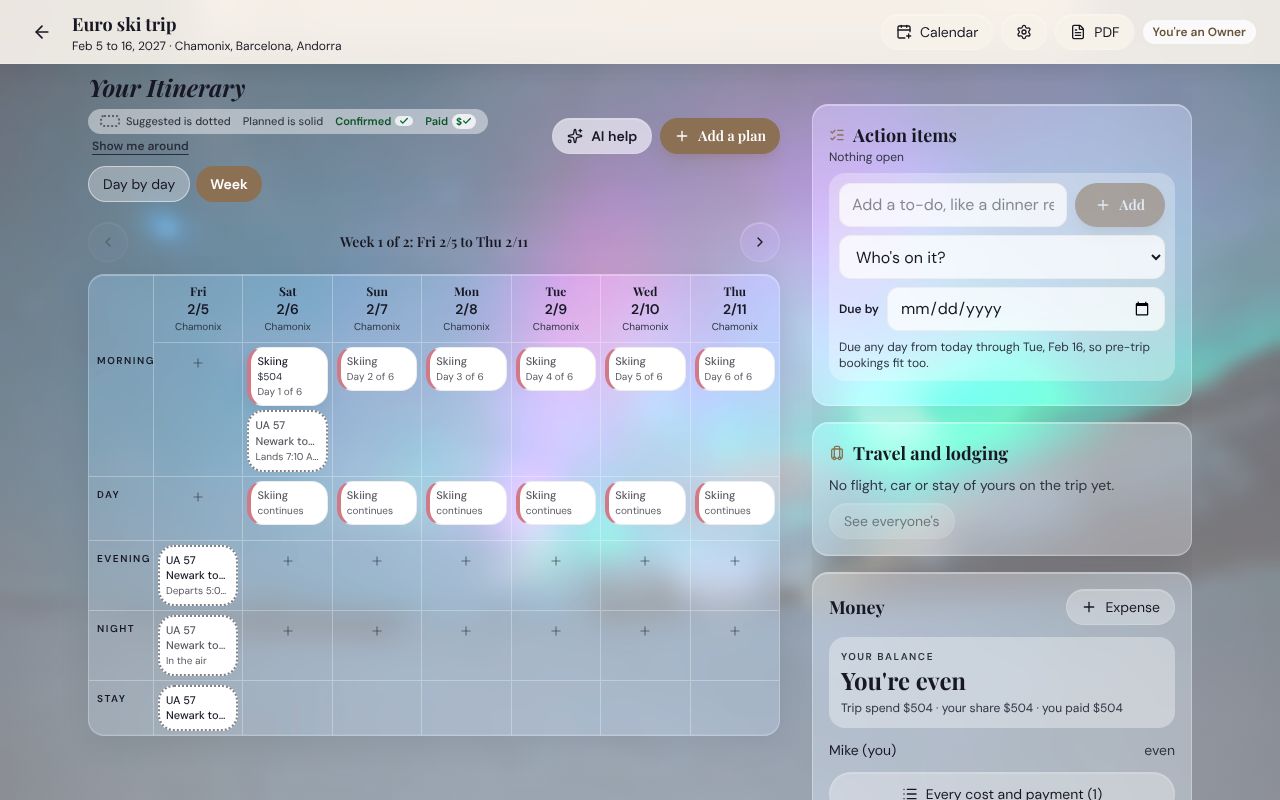 Euro ski trip
Feb 5 to 16, 2027 · Chamonix, Barcelona, Andorra
Calendar
PDF
You're an Owner
Your Itinerary
Suggested is dotted Planned is solid Confirmed ✓ Paid $✓
Show me around
AI help
+ Add a plan
Day by day
Week
Week 1 of 2: Fri 2/5 to Thu 2/11
Fri 2/5 Chamonix
Sat 2/6 Chamonix
Sun 2/7 Chamonix
Mon 2/8 Chamonix
Tue 2/9 Chamonix
Wed 2/10 Chamonix
Thu 2/11 Chamonix
MORNING
+
Skiing
$504
Day 1 of 6
Skiing
Day 2 of 6
Skiing
Day 3 of 6
Skiing
Day 4 of 6
Skiing
Day 5 of 6
Skiing
Day 6 of 6
UA 57
Newark to…
Lands 7:10 A…
DAY
+
Skiing
continues
Skiing
continues
Skiing
continues
Skiing
continues
Skiing
continues
Skiing
continues
EVENING
UA 57
Newark to…
Departs 5:0…
+ + + + + +
NIGHT
UA 57
Newark to…
In the air
+ + + + + +
STAY
UA 57
Newark to…
Action items
Nothing open
Add a to-do, like a dinner re
+ Add
Who's on it?
Due by
mm/dd/yyyy
Due any day from today through Tue, Feb 16, so pre-trip
bookings fit too.
Travel and lodging
No flight, car or stay of yours on the trip yet.
See everyone's
Money
+ Expense
YOUR BALANCE
You're even
Trip spend $504 · your share $504 · you paid $504
Mike (you)
even
Every cost and payment (1)